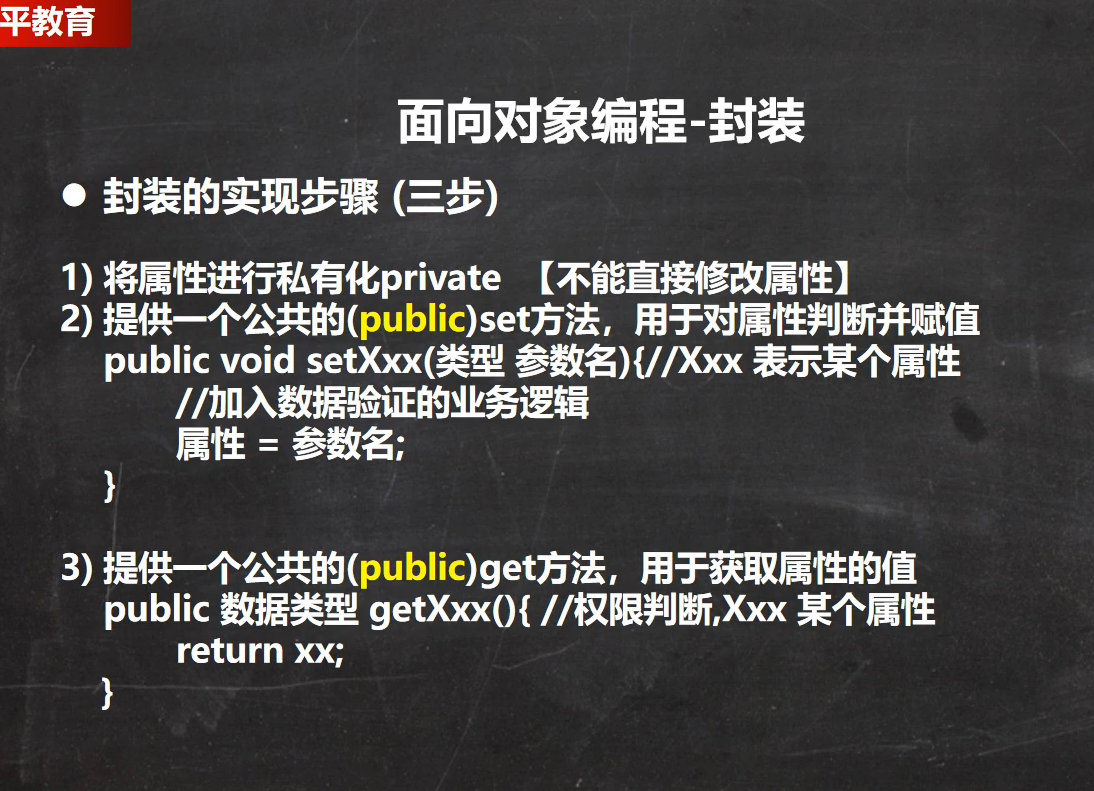 平教育
面向对象编程-封装
● 封装的实现步骤 (三步)
1) 将属性进行私有化private 【不能直接修改属性】
2) 提供一个公共的(public)set方法，用于对属性判断并赋值
public void setXxx(类型 参数名){//Xxx 表示某个属性
//加入数据验证的业务逻辑
属性 = 参数名;
}
3) 提供一个公共的(public)get方法，用于获取属性的值
public 数据类型 getXxx(){ //权限判断,Xxx 某个属性
return xx;
}